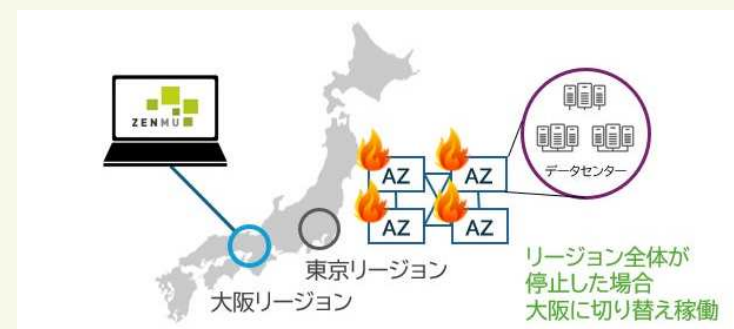 ZENMU
AZ
AZ
AZ
AZ
データセンター
東京リージョン
大阪リージョン
リージョン全体が
停止した場合
大阪に切り替え稼働